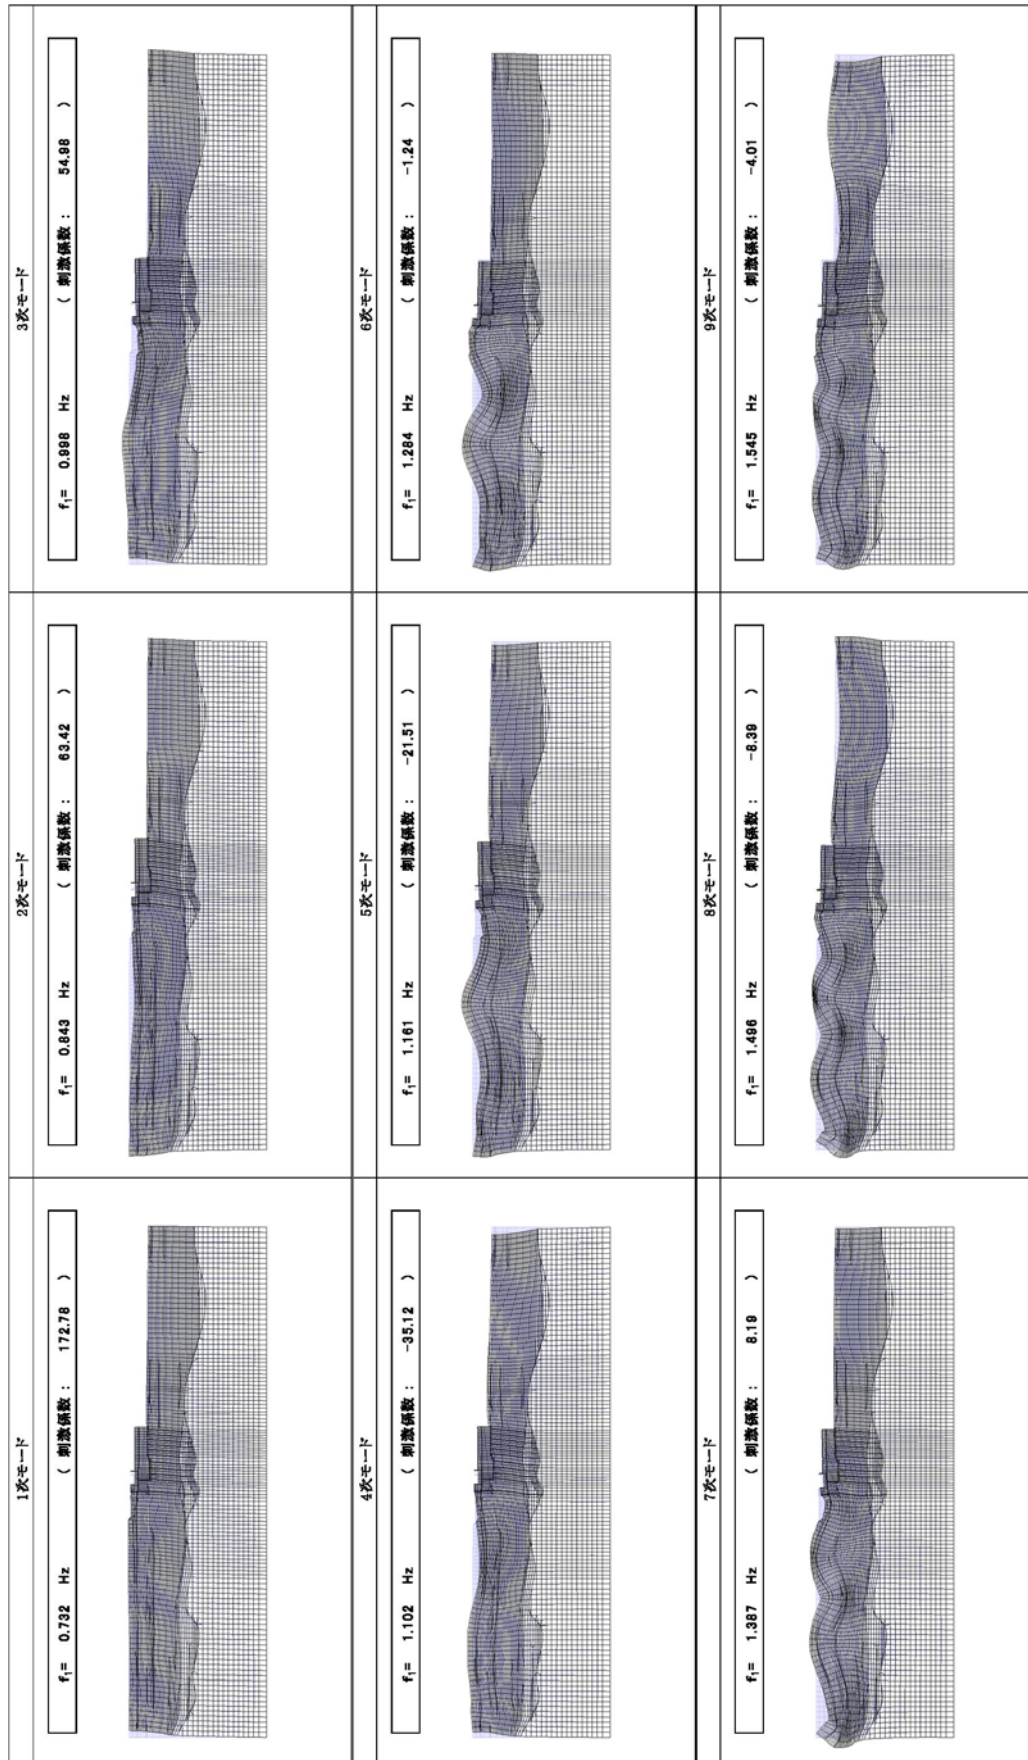 1次モード
f₁= 0.732 Hz ( 刺激係数 : 172.78 )
2次モード
f₁= 0.843 Hz ( 刺激係数 : 63.42 )
3次モード
f₁= 0.998 Hz ( 刺激係数 : 54.98 )
4次モード
f₁= 1.102 Hz ( 刺激係数 : -35.12 )
5次モード
f₁= 1.161 Hz ( 刺激係数 : -21.51 )
6次モード
f₁= 1.284 Hz ( 刺激係数 : -1.24 )
7次モード
f₁= 1.387 Hz ( 刺激係数 : 8.19 )
8次モード
f₁= 1.496 Hz ( 刺激係数 : -8.39 )
9次モード
f₁= 1.545 Hz ( 刺激係数 : -4.01 )